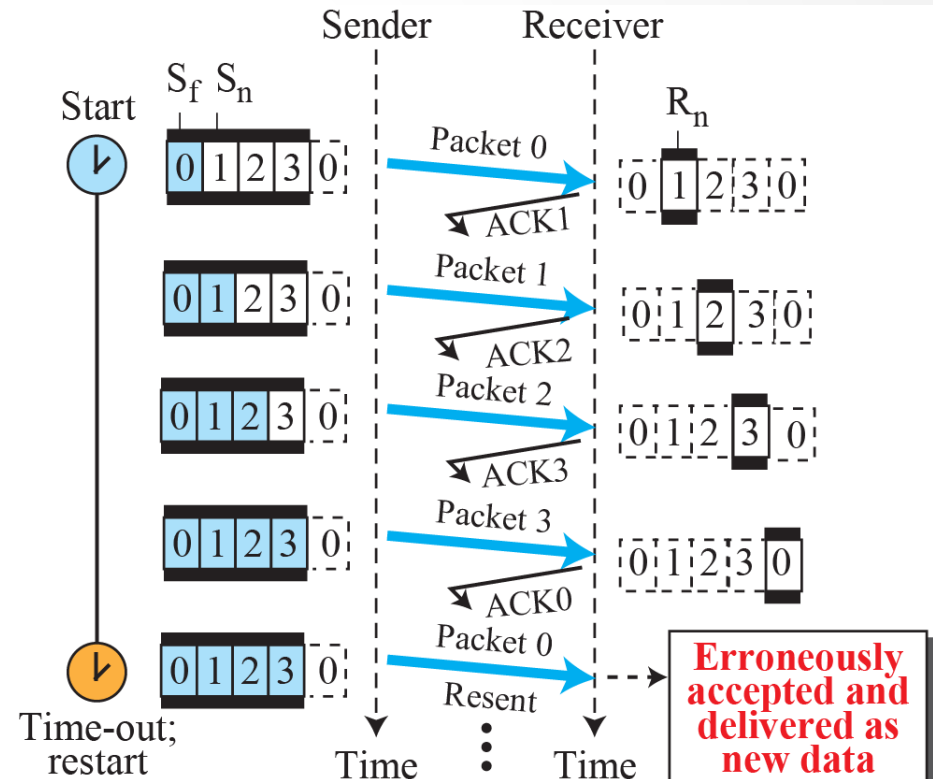 Sender Receiver
Start
Sf Sn
0 1 2 3 0
Packet 0
ACK1
Rn
0 1 2 3 0
0 1 2 3 0
Packet 1
ACK2
0 1 2 3 0
0 1 2 3 0
Packet 2
ACK3
0 1 2 3 0
0 1 2 3 0
Packet 3
ACK0
0 1 2 3 0
0 1 2 3 0
Packet 0
Resent
Time-out;
restart
Time
Time
Erroneously
accepted and
delivered as
new data